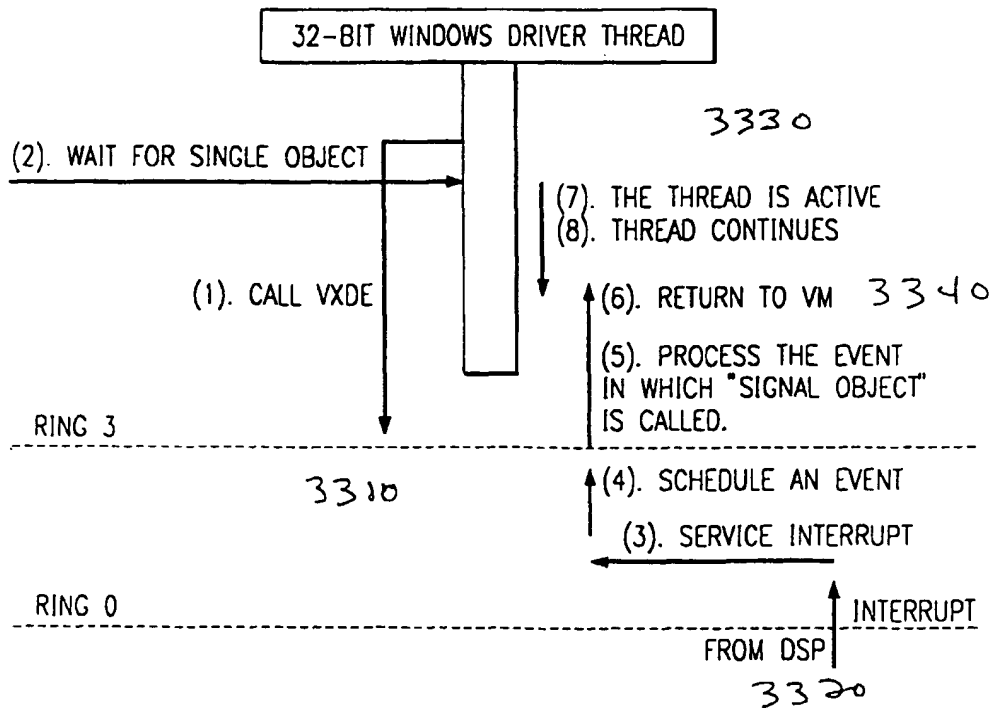 32-BIT WINDOWS DRIVER THREAD
3330
(2). WAIT FOR SINGLE OBJECT
(7). THE THREAD IS ACTIVE
(8). THREAD CONTINUES
(1). CALL VXDE
(6). RETURN TO VM 3340
(5). PROCESS THE EVENT
IN WHICH "SIGNAL OBJECT"
IS CALLED.
RING 3
3310
(4). SCHEDULE AN EVENT
(3). SERVICE INTERRUPT
RING 0
INTERRUPT
FROM DSP
3320